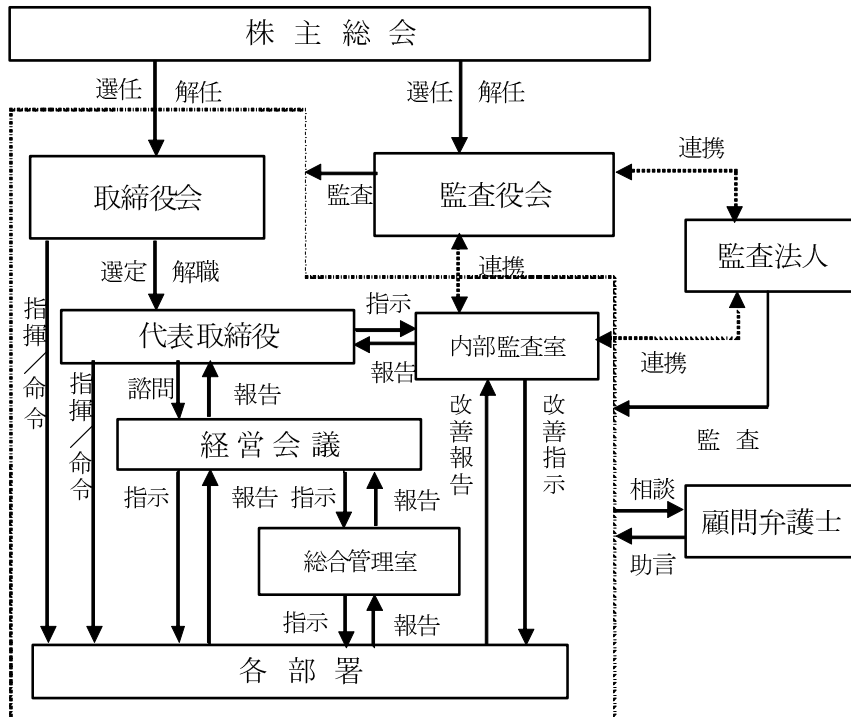 株主総会
選任 解任
選任 解任
連携
取締役会
監査
監査役会
監査法人
選定 解職
連携
指揮／命令
代表取締役
指示
報告
内部監査室
連携
指揮／命令
諮問
報告
改善報告
改善指示
監査
経営会議
指示
報告
指示
報告
相談
顧問弁護士
助言
総合管理室
指示
報告
各部署